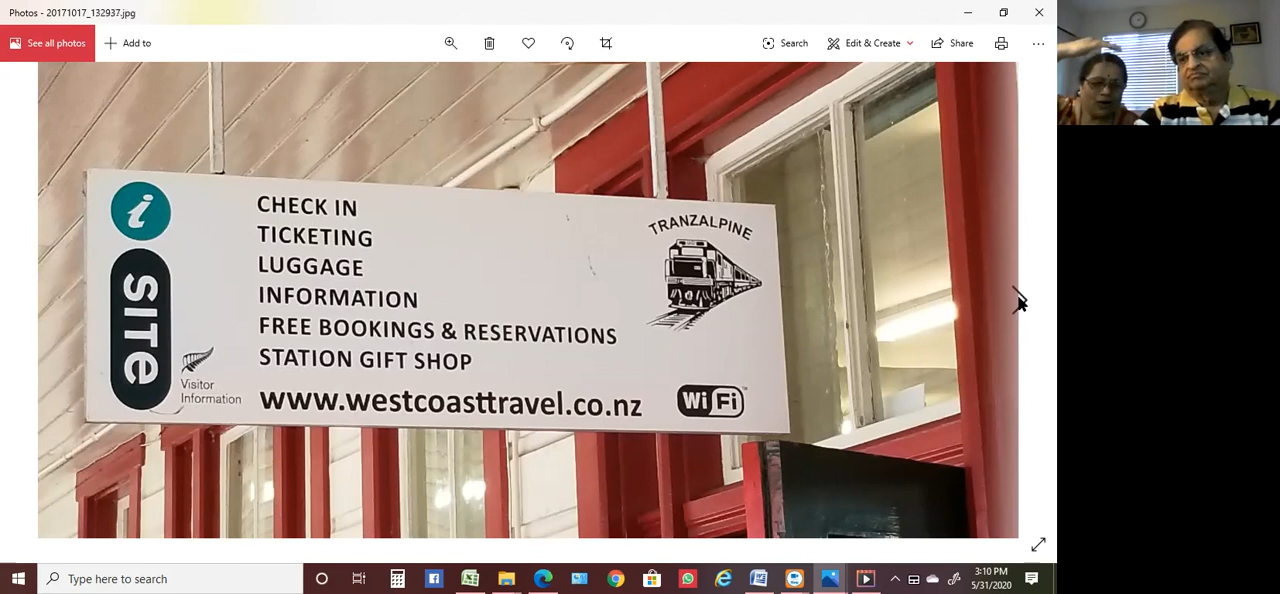 Photos - 20171017_132937.jpg
See all photos
Add to
Search
Edit & Create
Share
i
SITE
Visitor
Information
CHECK IN
TICKETING
LUGGAGE
INFORMATION
FREE BOOKINGS & RESERVATIONS
STATION GIFT SHOP
www.westcoasttravel.co.nz
TRANZALPINE
WiFi
Type here to search
3:10 PM
5/31/2020